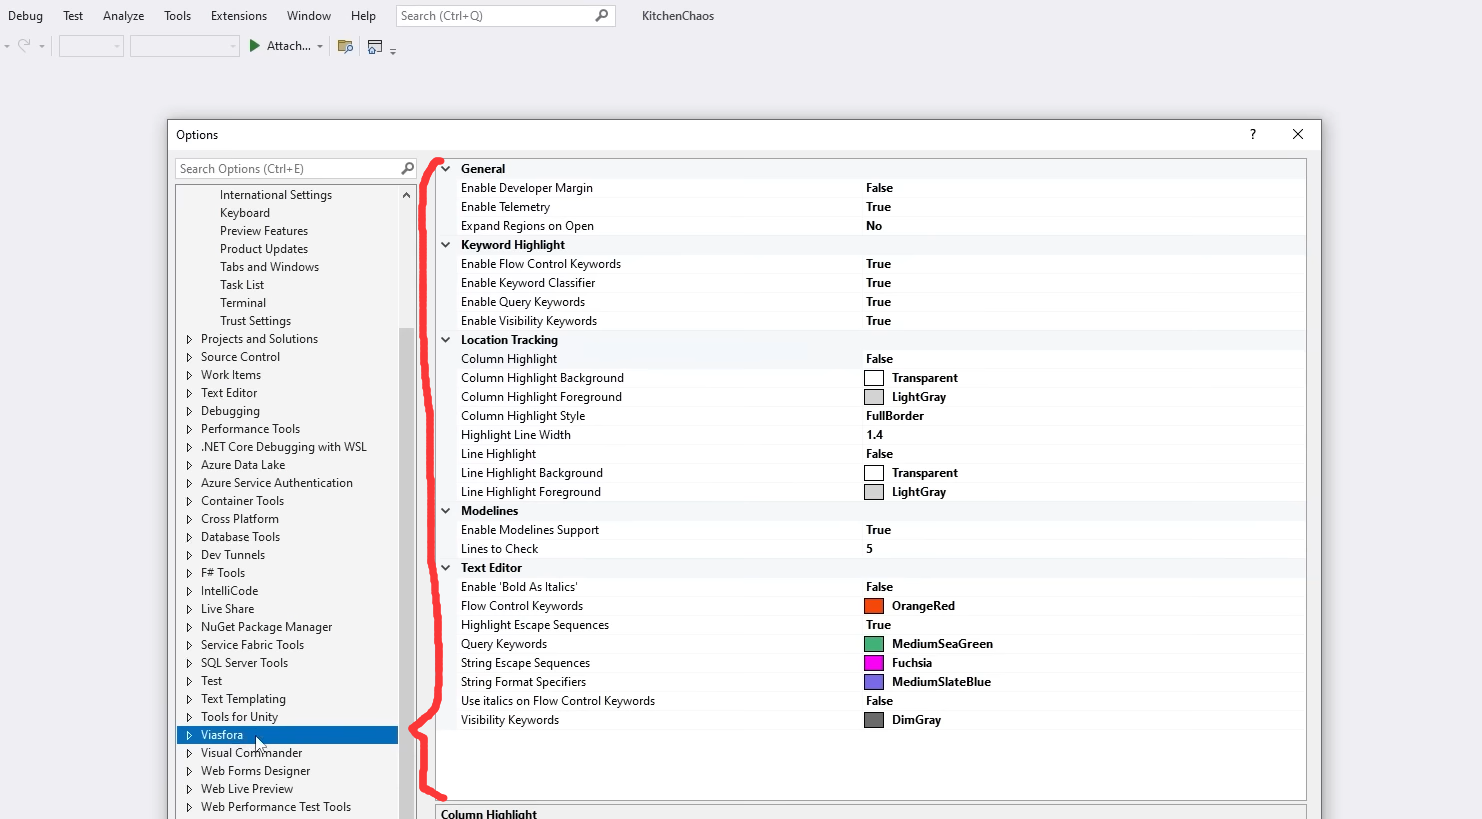 Debug Test Analyze Tools Extensions Window Help Search (Ctrl+Q) KitchenChaos
Attach...
Options ?
Search Options (Ctrl+E)
International Settings
Keyboard
Preview Features
Product Updates
Tabs and Windows
Task List
Terminal
Trust Settings
Projects and Solutions
Source Control
Work Items
Text Editor
Debugging
Performance Tools
.NET Core Debugging with WSL
Azure Data Lake
Azure Service Authentication
Container Tools
Cross Platform
Database Tools
Dev Tunnels
F# Tools
IntelliCode
Live Share
NuGet Package Manager
Service Fabric Tools
SQL Server Tools
Test
Text Templating
Tools for Unity
Viasfora
Visual Commander
Web Forms Designer
Web Live Preview
Web Performance Test Tools
General
Enable Developer Margin False
Enable Telemetry True
Expand Regions on Open No
Keyword Highlight
Enable Flow Control Keywords True
Enable Keyword Classifier True
Enable Query Keywords True
Enable Visibility Keywords True
Location Tracking
Column Highlight False
Column Highlight Background Transparent
Column Highlight Foreground LightGray
Column Highlight Style FullBorder
Highlight Line Width 1.4
Line Highlight False
Line Highlight Background Transparent
Line Highlight Foreground LightGray
Modelines
Enable Modelines Support True
Lines to Check 5
Text Editor
Enable 'Bold As Italics' False
Flow Control Keywords OrangeRed
Highlight Escape Sequences True
Query Keywords MediumSeaGreen
String Escape Sequences Fuchsia
String Format Specifiers MediumSlateBlue
Use italics on Flow Control Keywords False
Visibility Keywords DimGray
Column Highlight